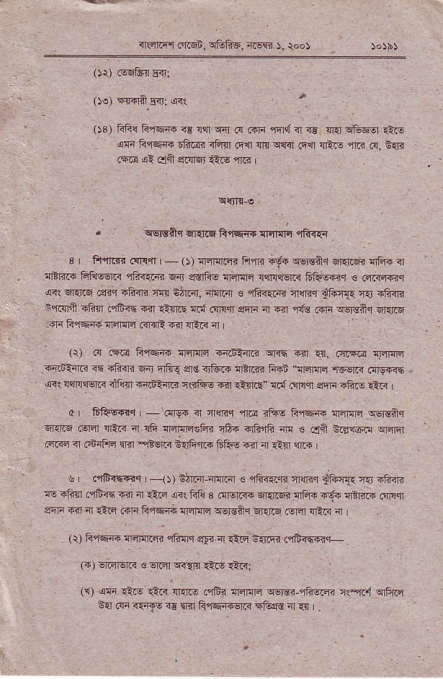 বাংলাদেশ গেজেট, অতিরিক্ত, নভেম্বর ১, ২০০১ ১০১৯১
(১২) তেজষ্ক্রিয় দ্রব্য;
(১৩) ক্ষয়কারী দ্রব্য; এবং
(১৪) বিবিধ বিপজ্জনক বস্তু যথা অন্য যে কোন পদার্থ বা বস্তু, যাহা অভিজ্ঞতা হইতে
এমন বিপজ্জনক চরিত্রের বলিয়া দেখা যায় অথবা দেখা যাইতে পারে যে, উহার
ক্ষেত্রে এই শ্রেণী প্রযোজ্য হইতে পারে।
অধ্যায়-৩
অভ্যন্তরীণ জাহাজে বিপজ্জনক মালামাল পরিবহন
৪। শিপারের ঘোষণা।— (১) মালামালের শিপার কর্তৃক অভ্যন্তরীণ জাহাজের মালিক বা
মাষ্টারকে লিখিতভাবে পরিবহনের জন্য প্রস্তাবিত মালামাল যথাযথভাবে চিহ্নিতকরণ ও লেবেলকরণ
এবং জাহাজে প্রেরণ করিবার সময় উঠানো, নামানো ও পরিবহনের সাধারণ ঝুঁকিসমূহ সহ্য করিবার
উপযোগী করিয়া পেটিবদ্ধ করা হইয়াছে মর্মে ঘোষণা প্রদান না করা পর্যন্ত কোন অভ্যন্তরীণ জাহাজে
কোন বিপজ্জনক মালামাল বোঝাই করা যাইবে না।
(২) যে ক্ষেত্রে বিপজ্জনক মালামাল কনটেইনারে আবদ্ধ করা হয়, সেক্ষেত্রে মালামাল
কনটেইনারে বদ্ধ করিবার জন্য দায়িত্ব প্রাপ্ত ব্যক্তিকে মাষ্টারের নিকট “মালামাল শক্তভাবে মোড়কবদ্ধ
এবং যথাযথভাবে বাঁধিয়া কনটেইনারে সংরক্ষিত করা হইয়াছে” মর্মে ঘোষণা প্রদান করিতে হইবে।
৫। চিহ্নিতকরণ।— মোড়ক বা সাধারণ পাত্রে রক্ষিত বিপজ্জনক মালামাল অভ্যন্তরীণ
জাহাজে তোলা যাইবে না যদি মালামালগুলির সঠিক কারিগরি নাম ও শ্রেণী উল্লেখক্রমে আলাদা
লেবেল বা স্টেনশিল দ্বারা স্পষ্টভাবে উহাদিগকে চিহ্নিত করা না হইয়া থাকে।
৬। পেটিবদ্ধকরণ।—(১) উঠানো-নামানো ও পরিবহণের সাধারণ ঝুঁকিসমূহ সহ্য করিবার
মত করিয়া পেটিবদ্ধ করা না হইলে এবং বিধি ৪ মোতাবেক জাহাজের মালিক কর্তৃক মাষ্টারকে ঘোষণা
প্রদান করা না হইলে কোন বিপজ্জনক মালামাল অভ্যন্তরীণ জাহাজে তোলা যাইবে না।
(২) বিপজ্জনক মালামালের পরিমাণ প্রচুর না হইলে উহাদের পেটিবদ্ধকরণ—
(ক) ভালোভাবে ও ভালো অবস্থায় হইতে হইবে;
(খ) এমন হইতে হইবে যাহাতে পেটির মালামাল অভ্যন্তর-পরিতলের সংস্পর্শে আসিলে
উহা যেন বহনকৃত বস্তু দ্বারা বিপজ্জনকভাবে ক্ষতিগ্রস্ত না হয়।